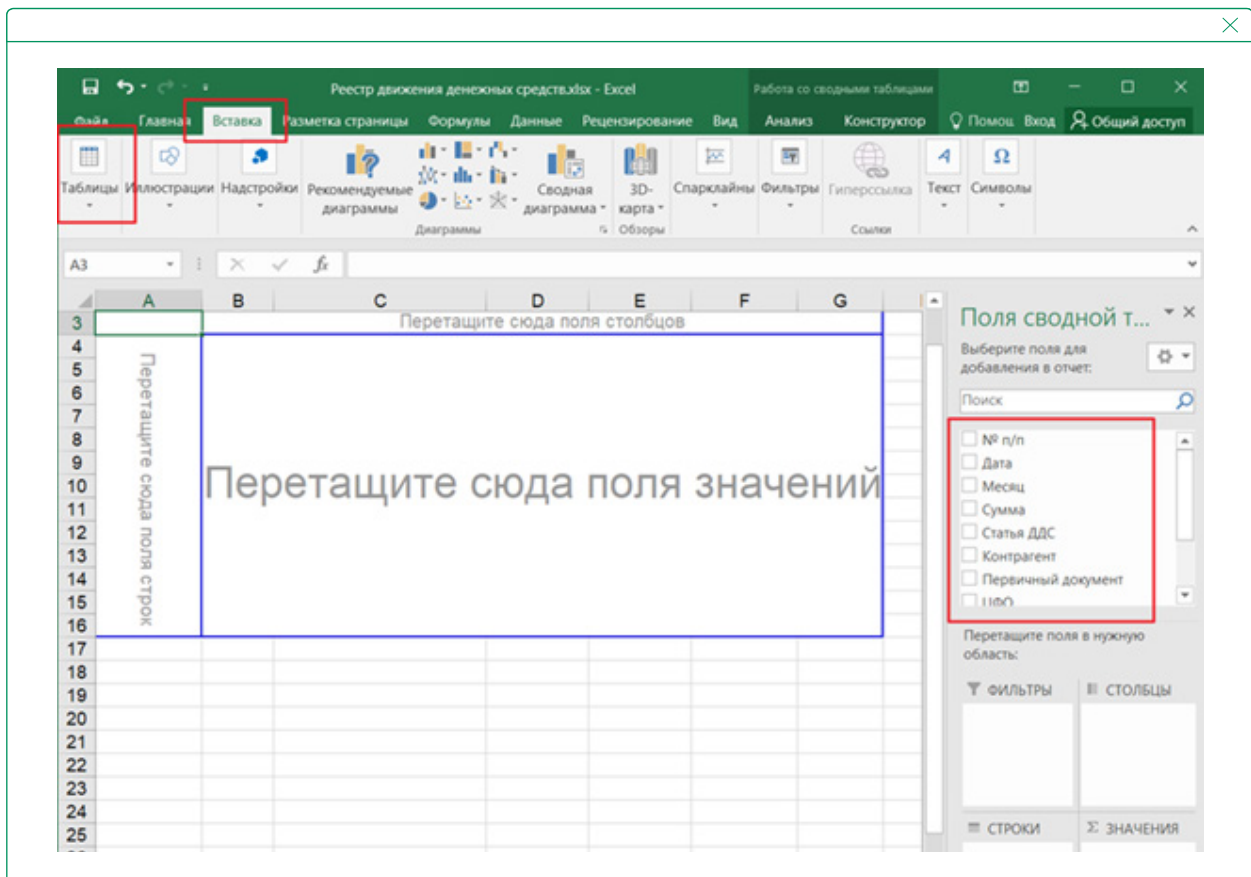 Реестр движения денежных средств.xlsx - Excel
Работа со сводными таблицами
Файл Главная Вставка Разметка страницы Формулы Данные Рецензирование Вид Анализ Конструктор Помощ Вход Общий доступ
Таблицы Иллюстрации Надстройки Рекомендуемые диаграммы Сводная диаграмма 3D-карта Спарклайны Фильтры Гиперссылка Текст Символы
Диаграммы Обзоры Ссылки
A3 fx
A B C D E F G
3 Перетащите сюда поля столбцов
4
5
6
7
8
9
10
11
12
13
14
15
16
17
18
19
20
21
22
23
24
25
Перетащите сюда поля строк
Перетащите сюда поля значений
Поля сводной т...
Выберите поля для
добавления в отчет:
Поиск
№ п/п
Дата
Месяц
Сумма
Статья ДДС
Контрагент
Первичный документ
ЦФО
Перетащите поля в нужную
область:
ФИЛЬТРЫ СТОЛБЦЫ
СТРОКИ Σ ЗНАЧЕНИЯ